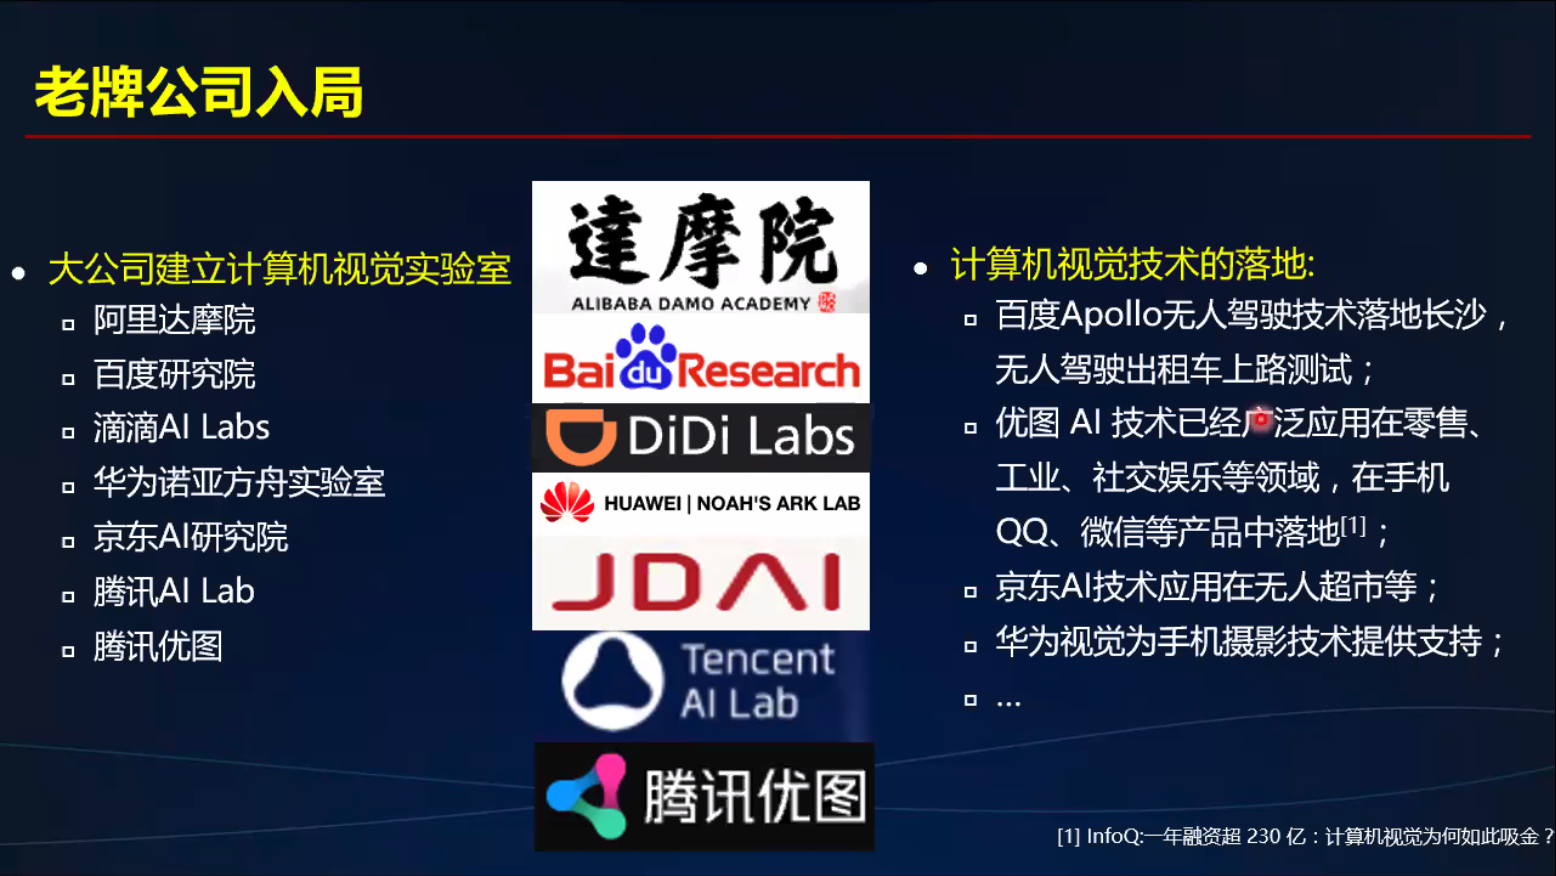 老牌公司入局
大公司建立计算机视觉实验室
阿里达摩院
百度研究院
滴滴AI Labs
华为诺亚方舟实验室
京东AI研究院
腾讯AI Lab
腾讯优图
達摩院
ALIBABA DAMO ACADEMY
Bai du Research
DiDi Labs
HUAWEI | NOAH'S ARK LAB
JDAI
Tencent
AI Lab
腾讯优图
计算机视觉技术的落地:
百度Apollo无人驾驶技术落地长沙，
无人驾驶出租车上路测试；
优图 AI 技术已经广泛应用在零售、
工业、社交娱乐等领域，在手机
QQ、微信等产品中落地[1]；
京东AI技术应用在无人超市等；
华为视觉为手机摄影技术提供支持；
...
[1] InfoQ:一年融资超 230 亿：计算机视觉为何如此吸金？